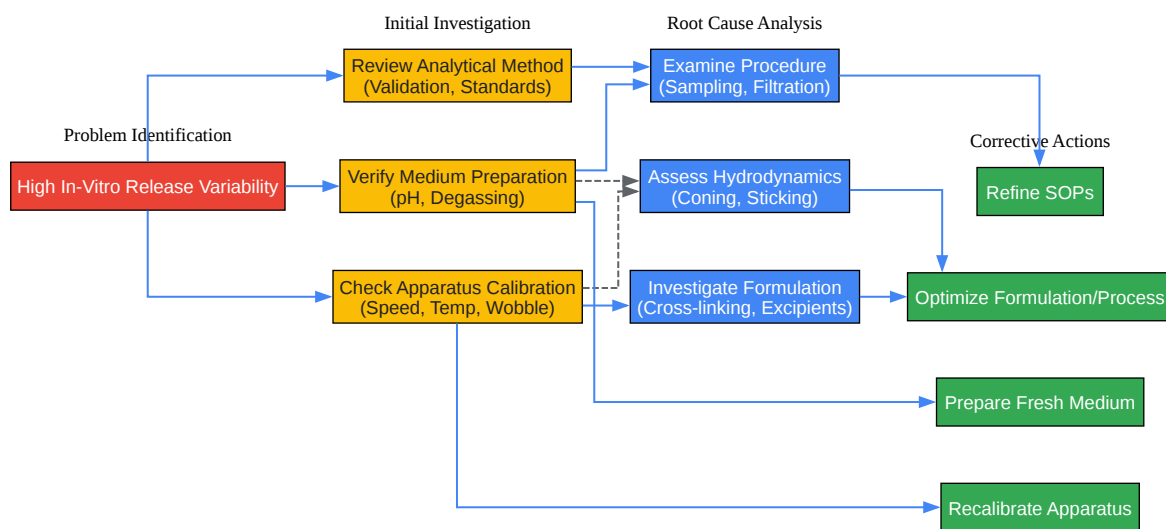 Initial Investigation
Root Cause Analysis
Review Analytical Method
(Validation, Standards)
Examine Procedure
(Sampling, Filtration)
Problem Identification
Corrective Actions
High In-Vitro Release Variability
Verify Medium Preparation
(pH, Degassing)
Assess Hydrodynamics
(Coning, Sticking)
Refine SOPs
Check Apparatus Calibration
(Speed, Temp, Wobble)
Investigate Formulation
(Cross-linking, Excipients)
Optimize Formulation/Process
Prepare Fresh Medium
Recalibrate Apparatus